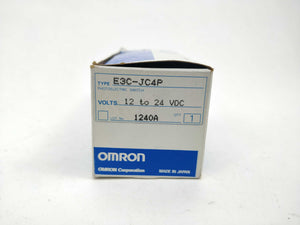 TYPE E3C-JC4P
PHOTOELECTRIC SWITCH
VOLTS. 12 to 24 VDC
LOT No. 1240A QTY 1
OMRON
OMRON Corporation MADE IN JAPAN